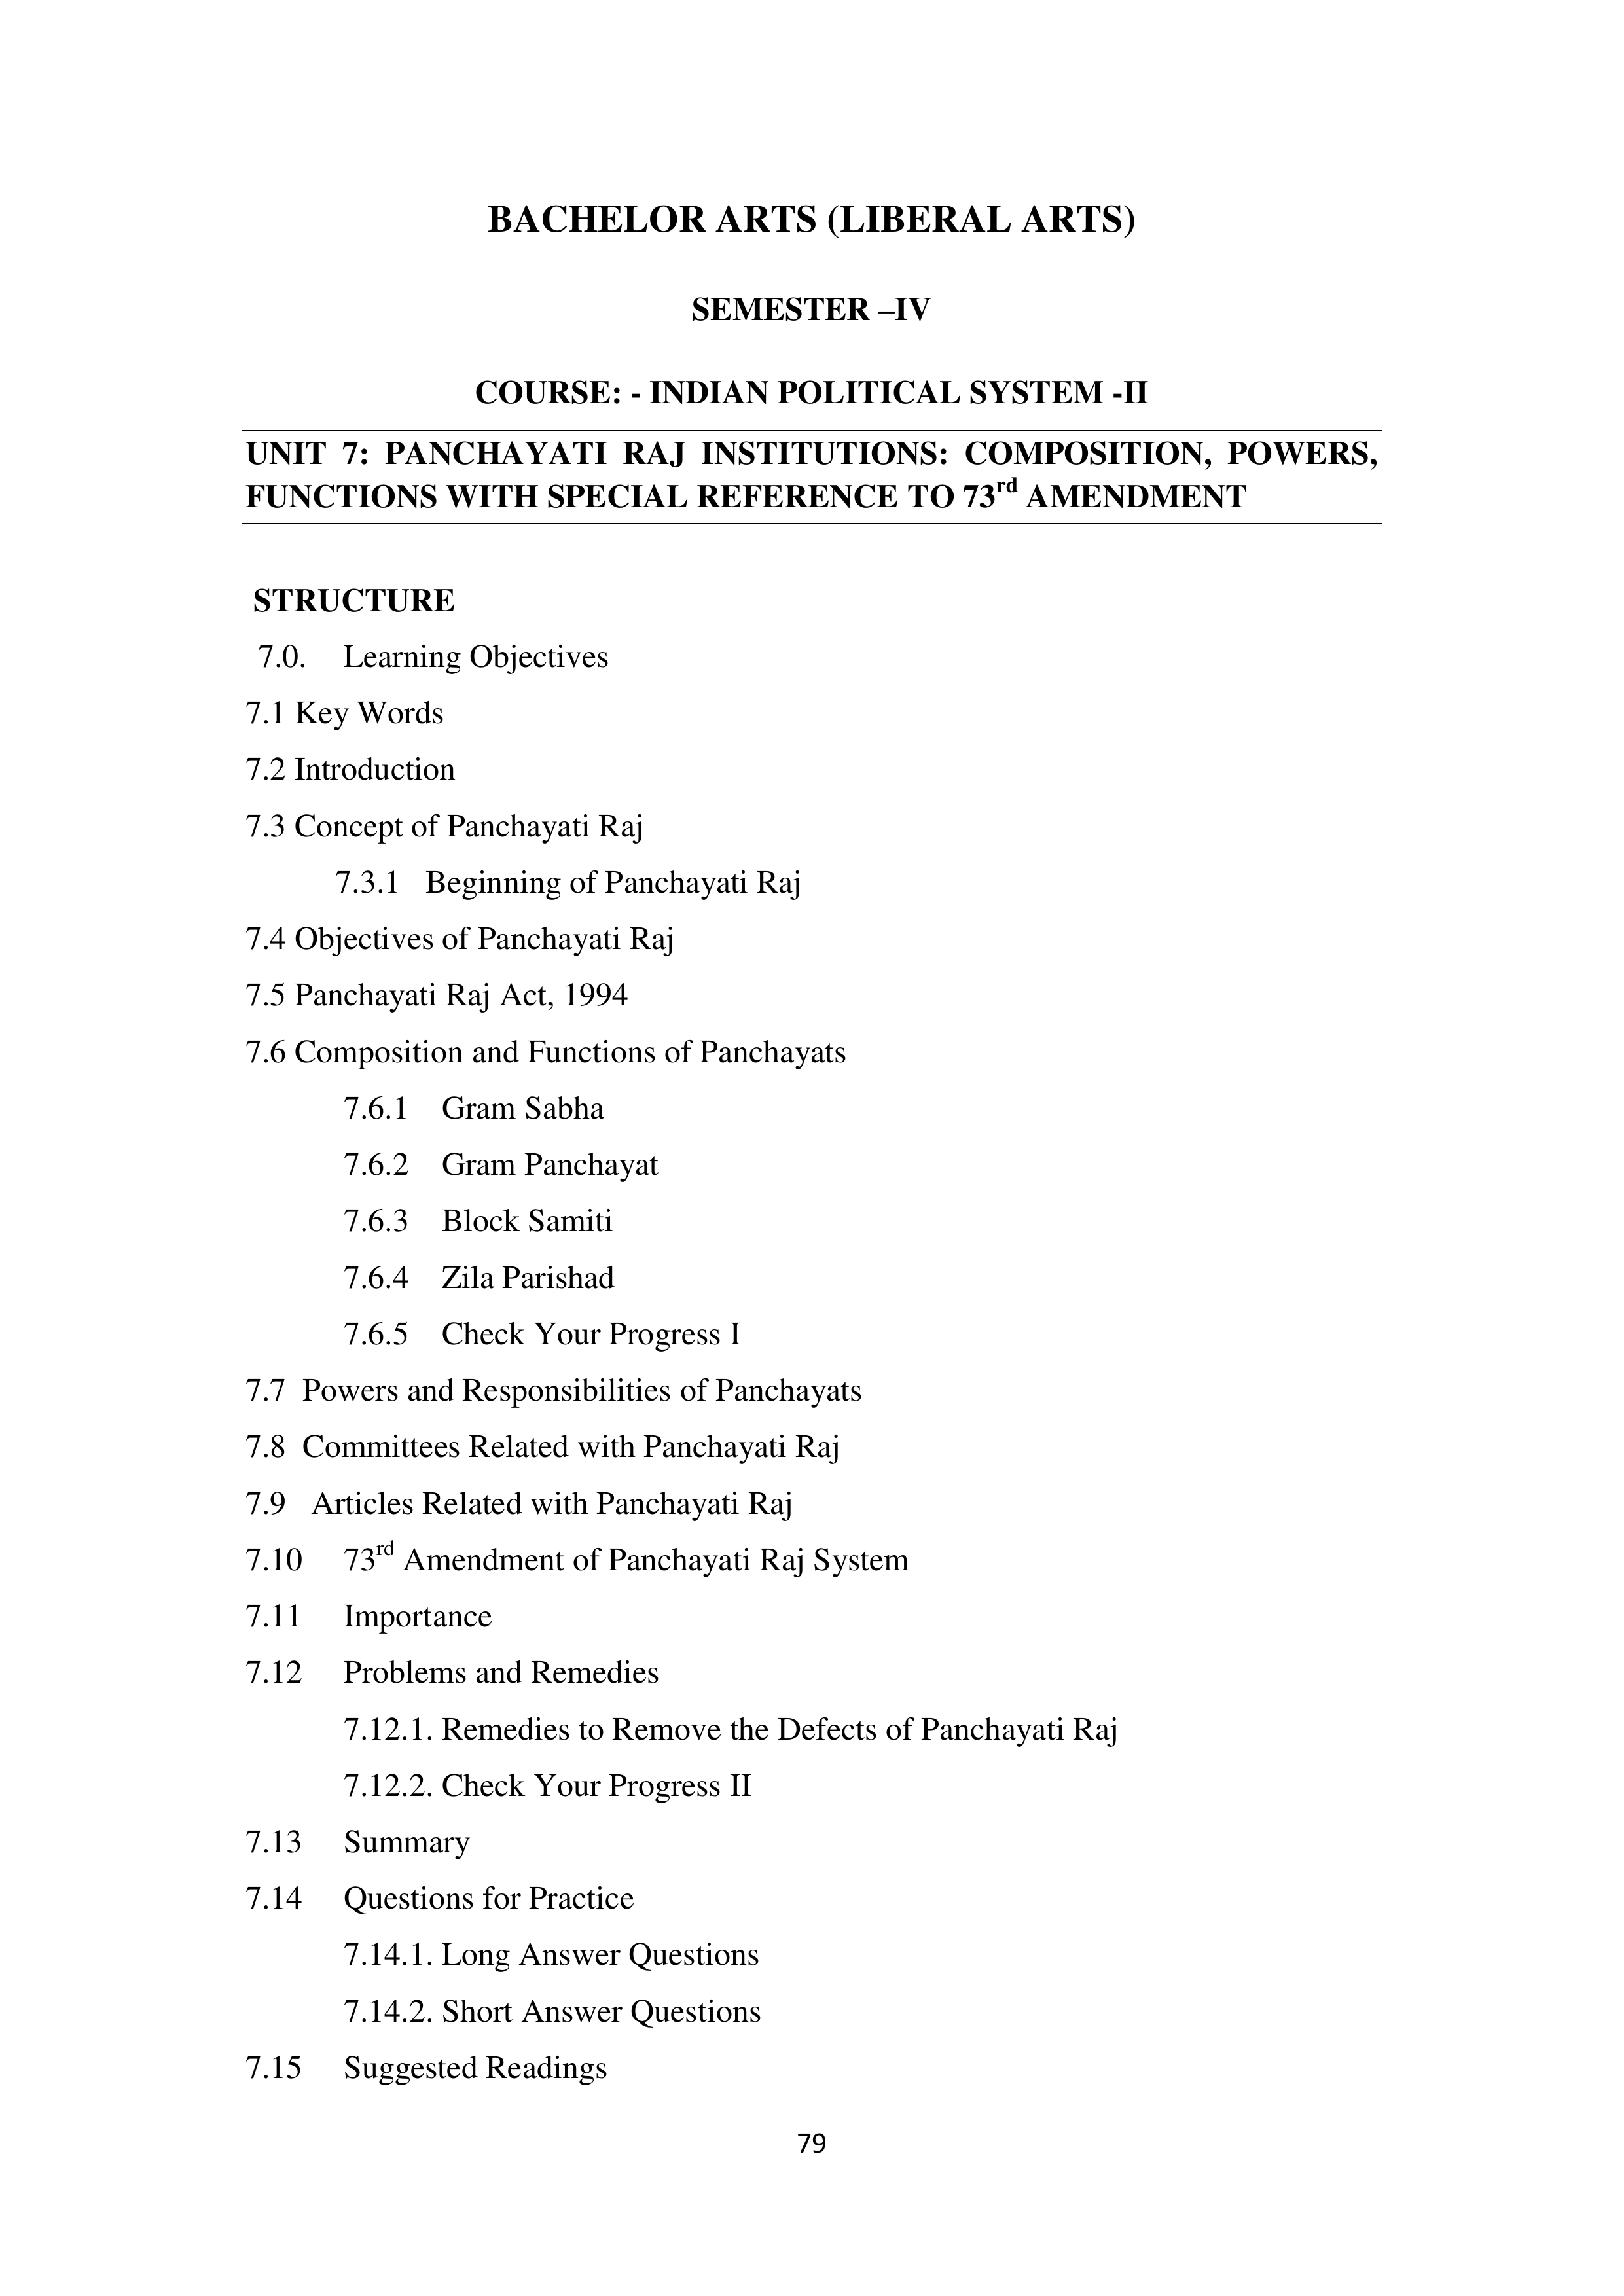 BACHELOR ARTS (LIBERAL ARTS)
SEMESTER –IV
COURSE: - INDIAN POLITICAL SYSTEM -II
UNIT 7: PANCHAYATI RAJ INSTITUTIONS: COMPOSITION, POWERS,
FUNCTIONS WITH SPECIAL REFERENCE TO 73rd AMENDMENT
STRUCTURE
7.0. Learning Objectives
7.1 Key Words
7.2 Introduction
7.3 Concept of Panchayati Raj
7.3.1 Beginning of Panchayati Raj
7.4 Objectives of Panchayati Raj
7.5 Panchayati Raj Act, 1994
7.6 Composition and Functions of Panchayats
7.6.1 Gram Sabha
7.6.2 Gram Panchayat
7.6.3 Block Samiti
7.6.4 Zila Parishad
7.6.5 Check Your Progress I
7.7 Powers and Responsibilities of Panchayats
7.8 Committees Related with Panchayati Raj
7.9 Articles Related with Panchayati Raj
7.10 73rd Amendment of Panchayati Raj System
7.11 Importance
7.12 Problems and Remedies
7.12.1. Remedies to Remove the Defects of Panchayati Raj
7.12.2. Check Your Progress II
7.13 Summary
7.14 Questions for Practice
7.14.1. Long Answer Questions
7.14.2. Short Answer Questions
7.15 Suggested Readings
79